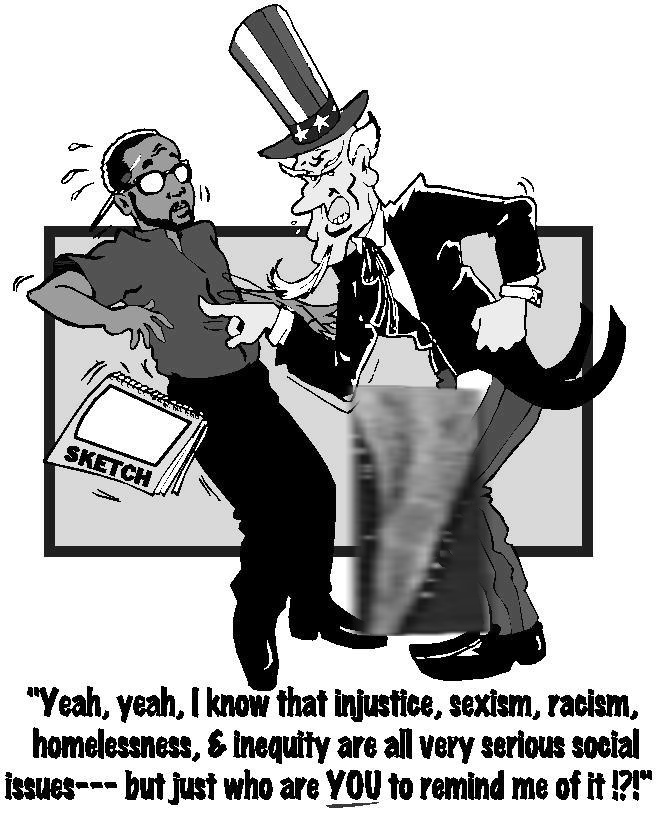 SKETCH
"Yeah, yeah, I know that injustice, sexism, racism,
homelessness, & inequity are all very serious social
issues--- but just who are YOU to remind me of it !?!"